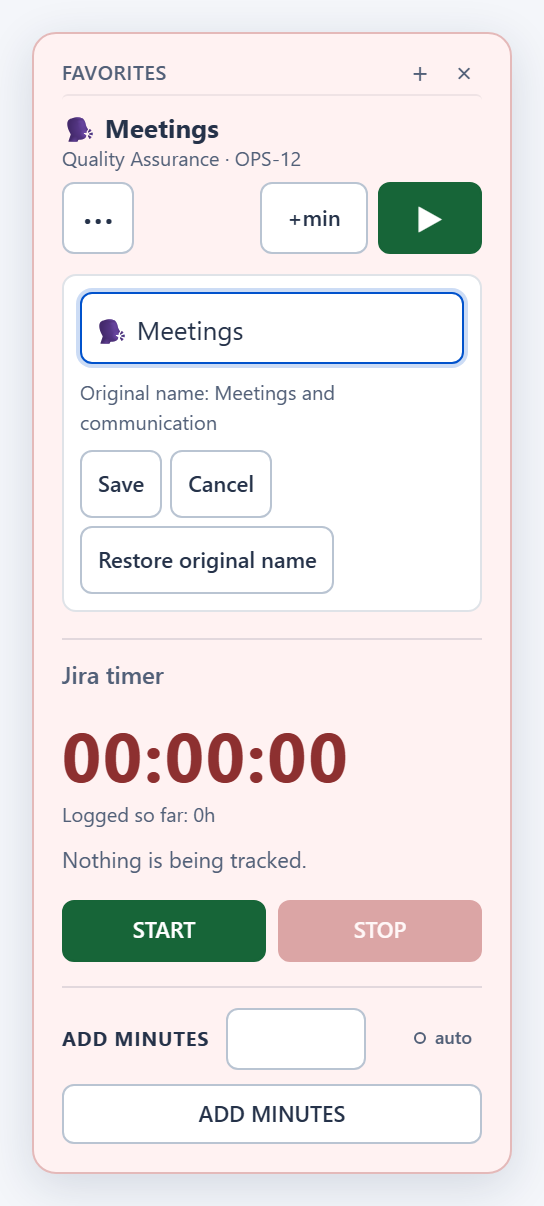 FAVORITES + ×
🗣 Meetings
Quality Assurance · OPS-12
... +min
🗣 Meetings
Original name: Meetings and
communication
Save Cancel
Restore original name
Jira timer
00:00:00
Logged so far: 0h
Nothing is being tracked.
START STOP
ADD MINUTES auto
ADD MINUTES